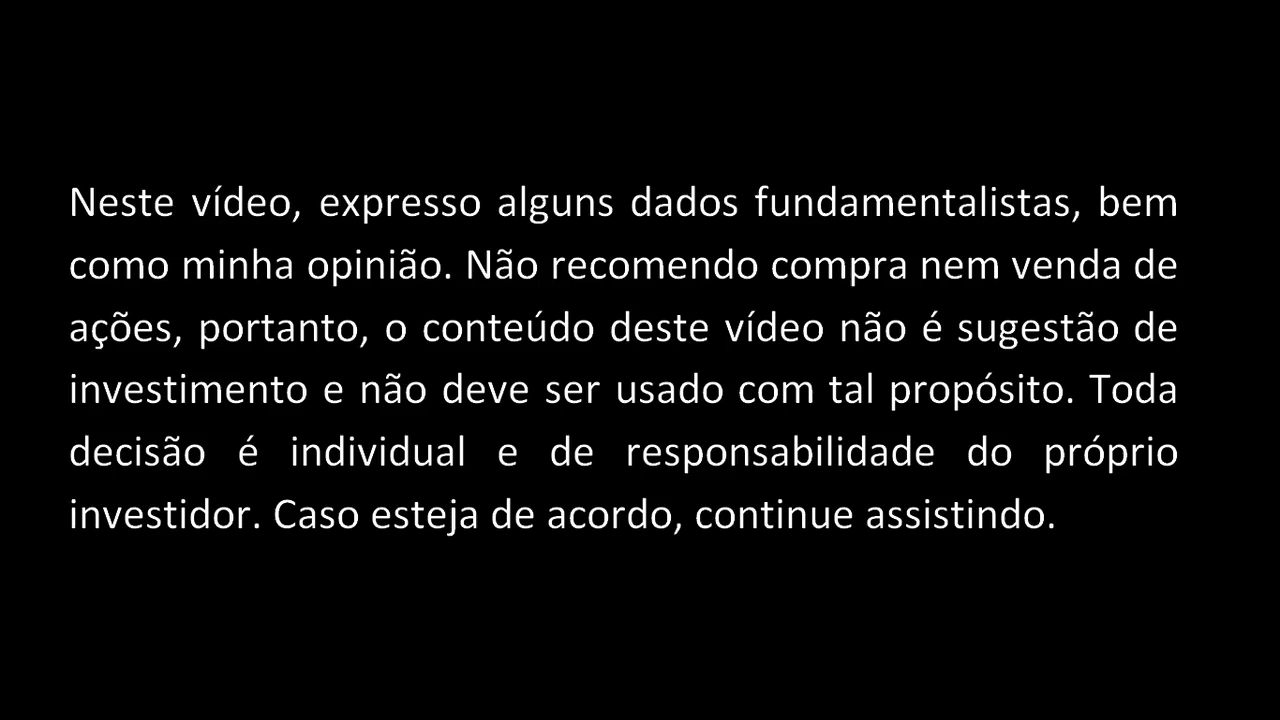 Neste vídeo, expresso alguns dados fundamentalistas, bem
como minha opinião. Não recomendo compra nem venda de
ações, portanto, o conteúdo deste vídeo não é sugestão de
investimento e não deve ser usado com tal propósito. Toda
decisão é individual e de responsabilidade do próprio
investidor. Caso esteja de acordo, continue assistindo.